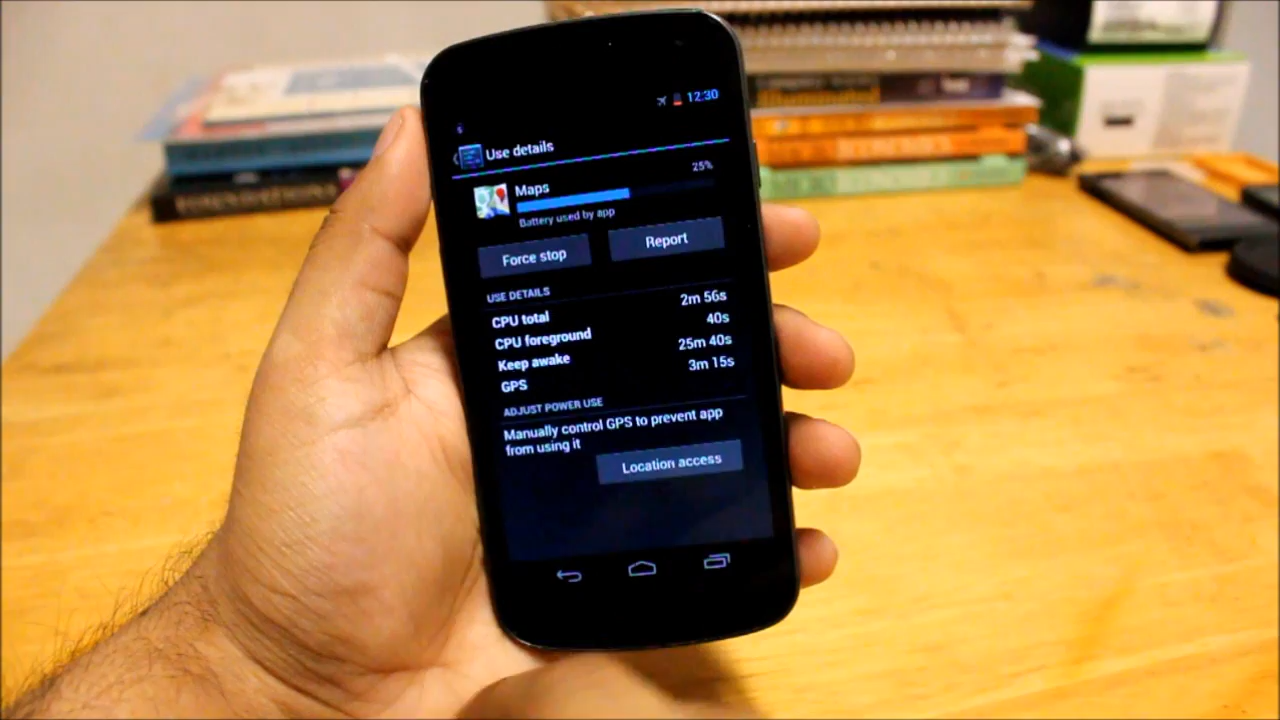 12:30
Use details
25%
Maps
Battery used by app
Force stop
Report
USE DETAILS
CPU total 2m 56s
CPU foreground 40s
Keep awake 25m 40s
GPS 3m 15s
ADJUST POWER USE
Manually control GPS to prevent app
from using it
Location access